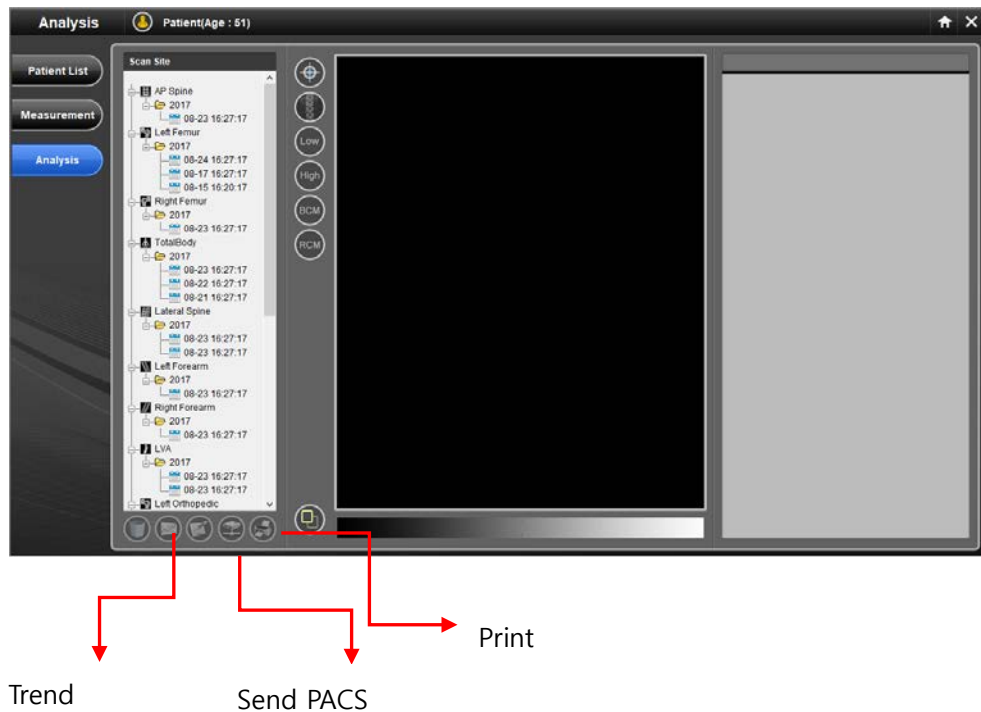 Analysis
Patient(Age : 51)
Patient List
Measurement
Analysis
Scan Site
AP Spine
2017
08-23 16:27:17
Left Femur
2017
08-24 16:27:17
08-17 16:27:17
08-15 16:20:17
Right Femur
2017
08-23 16:27:17
TotalBody
2017
08-23 16:27:17
08-22 16:27:17
08-21 16:27:17
Lateral Spine
2017
08-23 16:27:17
08-23 16:27:17
Left Forearm
2017
08-23 16:27:17
Right Forearm
2017
08-23 16:27:17
LVA
2017
08-23 16:27:17
08-23 16:27:17
Left Orthopedic
Low
High
BCM
RCM
Print
Trend
Send PACS